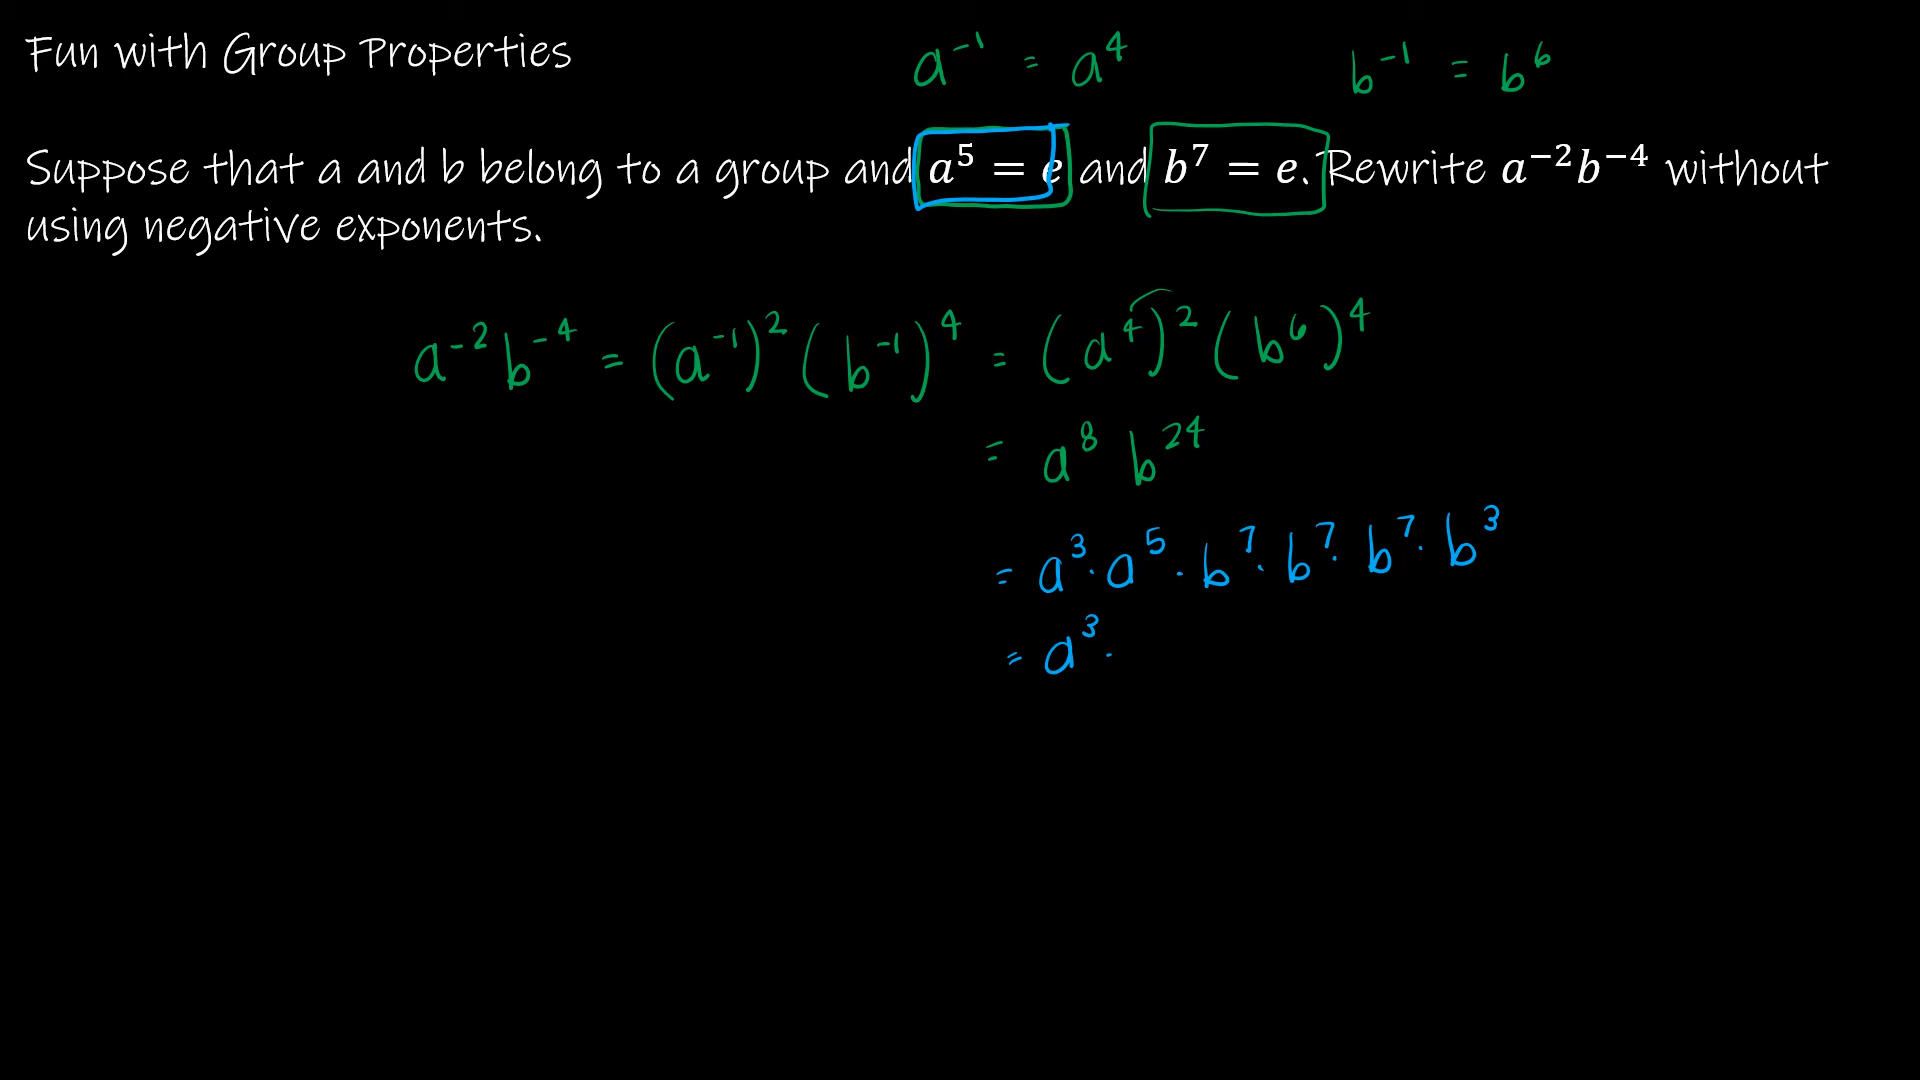 Fun with Group Properties
a⁻¹ = a⁴
b⁻¹ = b⁶
Suppose that a and b belong to a group and a⁵ = e and b⁷ = e. Rewrite a⁻²b⁻⁴ without
using negative exponents.
a⁻²b⁻⁴ = (a⁻¹)²(b⁻¹)⁴ = (a⁴)²(b⁶)⁴
= a⁸ b²⁴
= a³·a⁵·b⁷·b⁷·b⁷·b³
= a³·